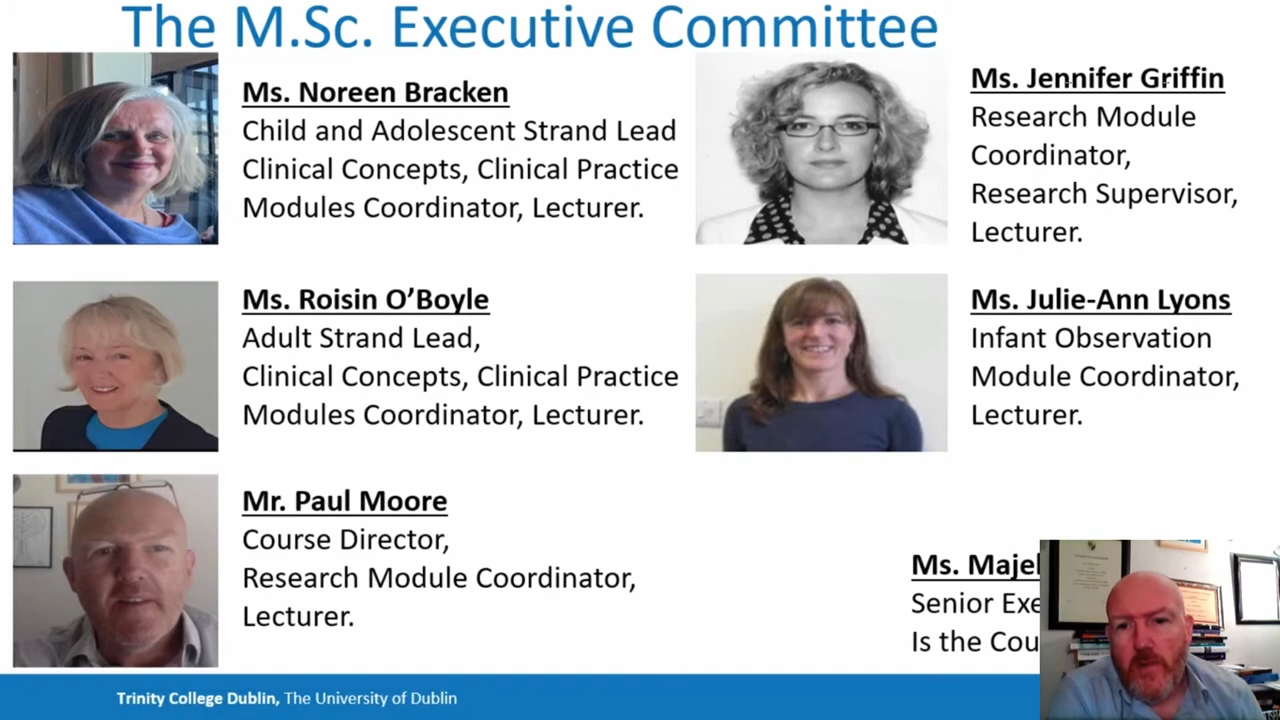 The M.Sc. Executive Committee
Ms. Noreen Bracken
Child and Adolescent Strand Lead
Clinical Concepts, Clinical Practice
Modules Coordinator, Lecturer.
Ms. Jennifer Griffin
Research Module
Coordinator,
Research Supervisor,
Lecturer.
Ms. Roisin O’Boyle
Adult Strand Lead,
Clinical Concepts, Clinical Practice
Modules Coordinator, Lecturer.
Ms. Julie-Ann Lyons
Infant Observation
Module Coordinator,
Lecturer.
Mr. Paul Moore
Course Director,
Research Module Coordinator,
Lecturer.
Ms.
Senior
Is the
Trinity College Dublin, The University of Dublin